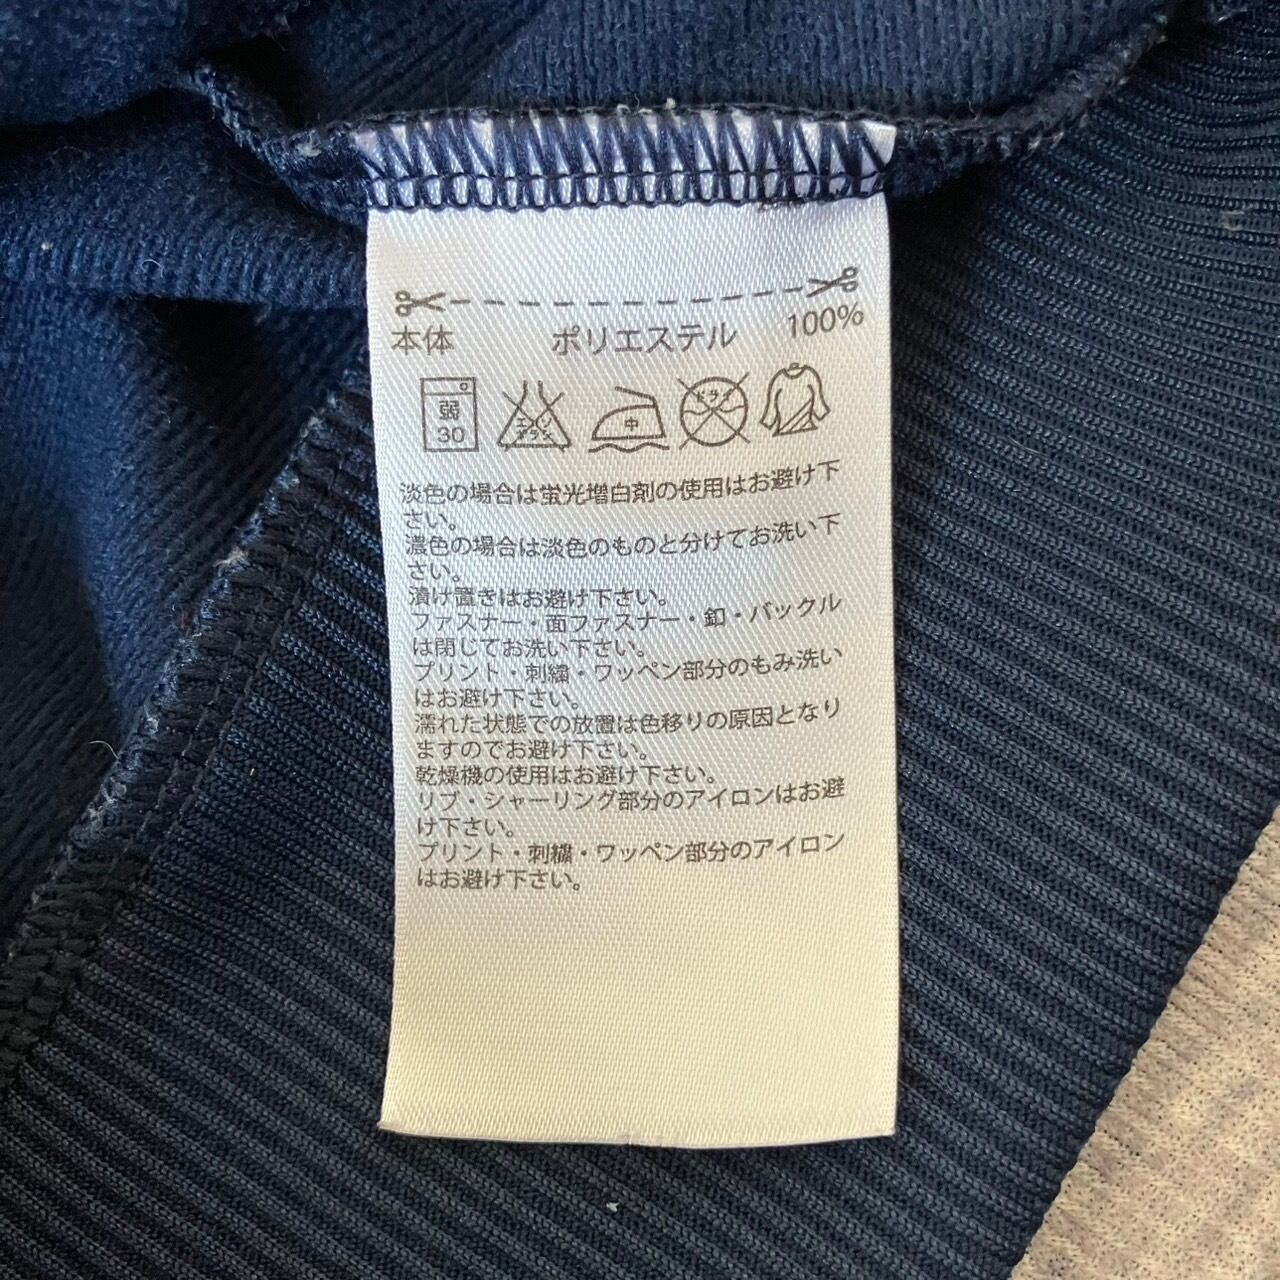 本体 ポリエステル 100%
弱 30 エンソ サラシ 中 ドライ
淡色の場合は蛍光増白剤の使用はお避け下
さい。
濃色の場合は淡色のものと分けてお洗い下
さい。
漬け置きはお避け下さい。
ファスナー・面ファスナー・釦・バックル
は閉じてお洗い下さい。
プリント・刺繍・ワッペン部分のもみ洗い
はお避け下さい。
濡れた状態での放置は色移りの原因となり
ますのでお避け下さい。
乾燥機の使用はお避け下さい。
リブ・シャーリング部分のアイロンはお避
け下さい。
プリント・刺繍・ワッペン部分のアイロン
はお避け下さい。